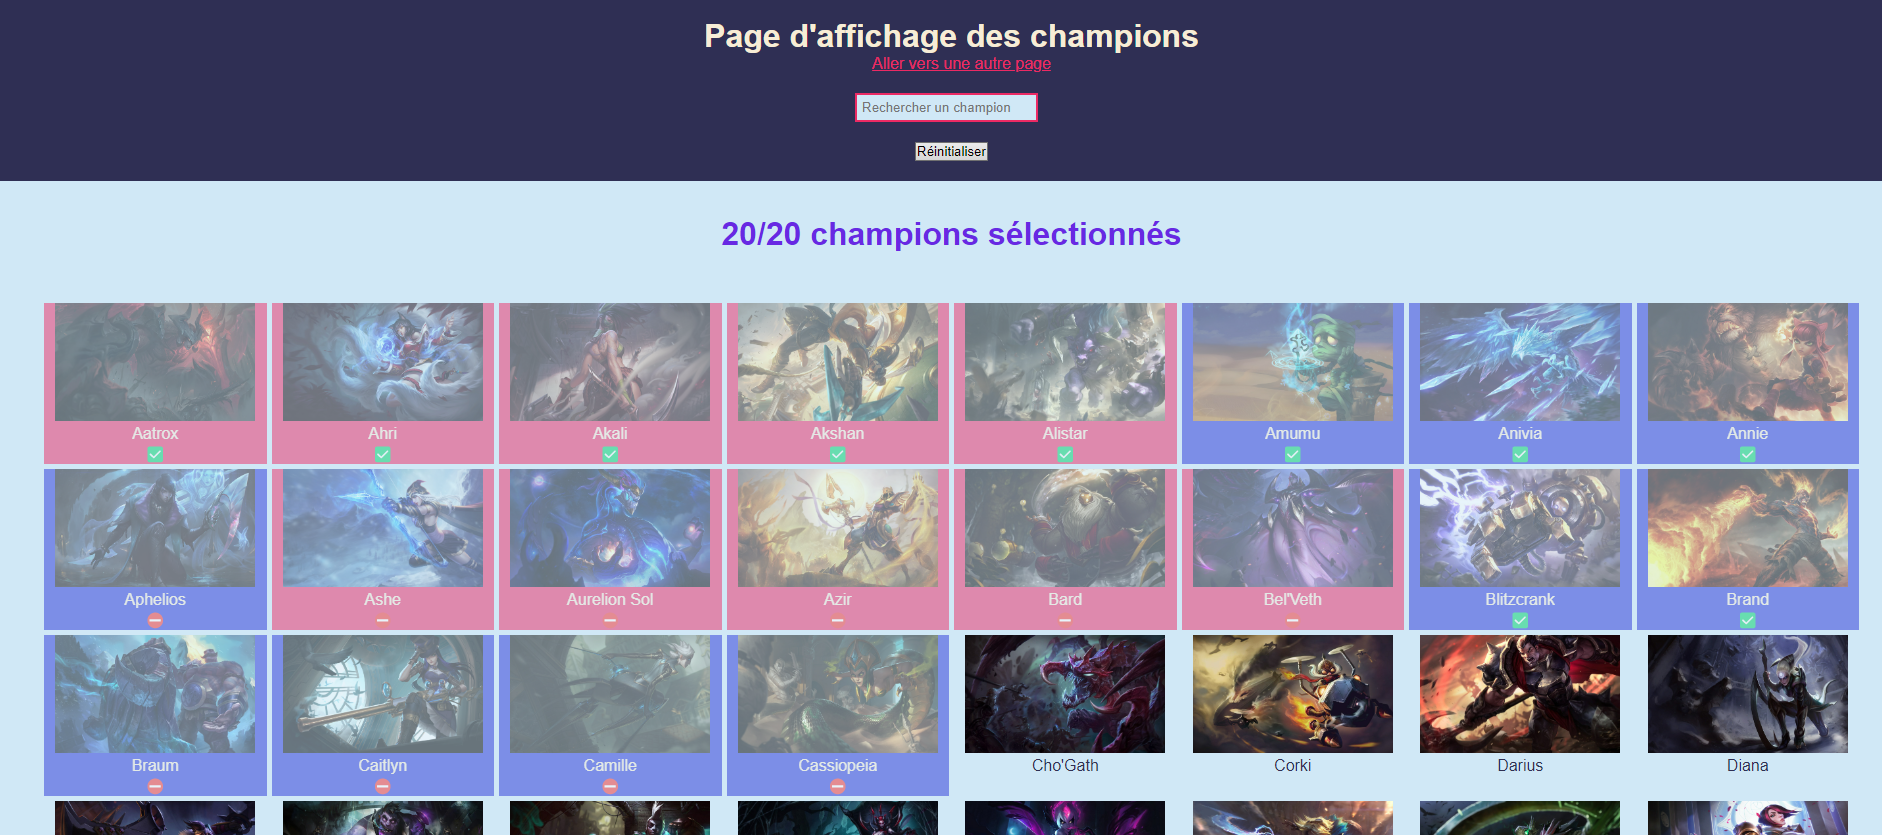 Page d'affichage des champions
Aller vers une autre page
Rechercher un champion
Réinitialiser
20/20 champions sélectionnés
Aatrox
Ahri
Akali
Akshan
Alistar
Amumu
Anivia
Annie
Aphelios
Ashe
Aurelion Sol
Azir
Bard
Bel'Veth
Blitzcrank
Brand
Braum
Caitlyn
Camille
Cassiopeia
Cho'Gath
Corki
Darius
Diana